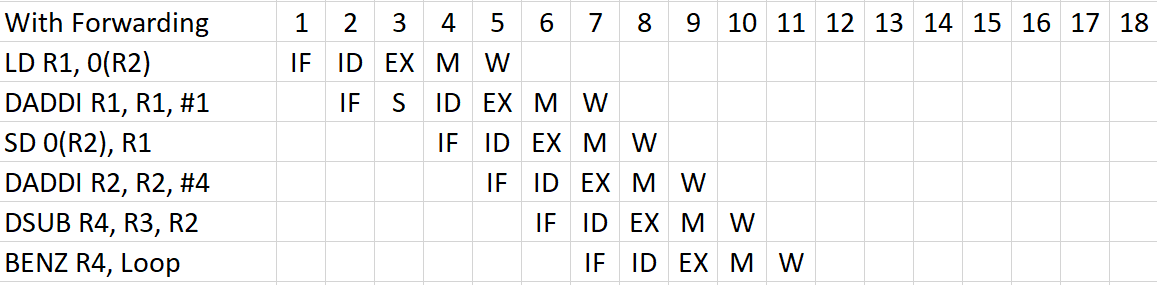 With Forwarding 1 2 3 4 5 6 7 8 9 10 11 12 13 14 15 16 17 18
LD R1, 0(R2) IF ID EX M W
DADDI R1, R1, #1 IF S ID EX M W
SD 0(R2), R1 IF ID EX M W
DADDI R2, R2, #4 IF ID EX M W
DSUB R4, R3, R2 IF ID EX M W
BENZ R4, Loop IF ID EX M W